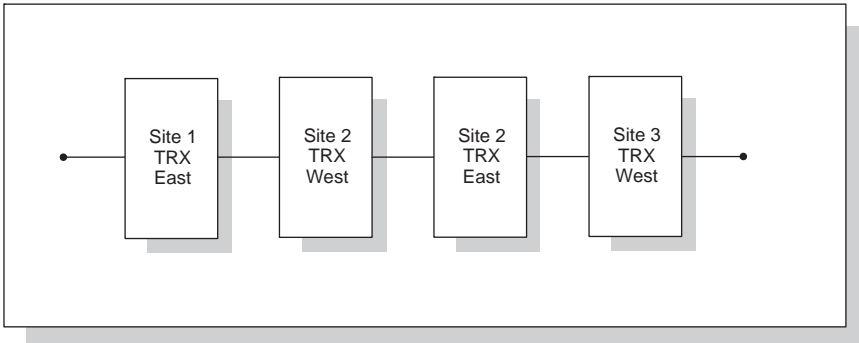 Site 1
TRX
East
Site 2
TRX
West
Site 2
TRX
East
Site 3
TRX
West